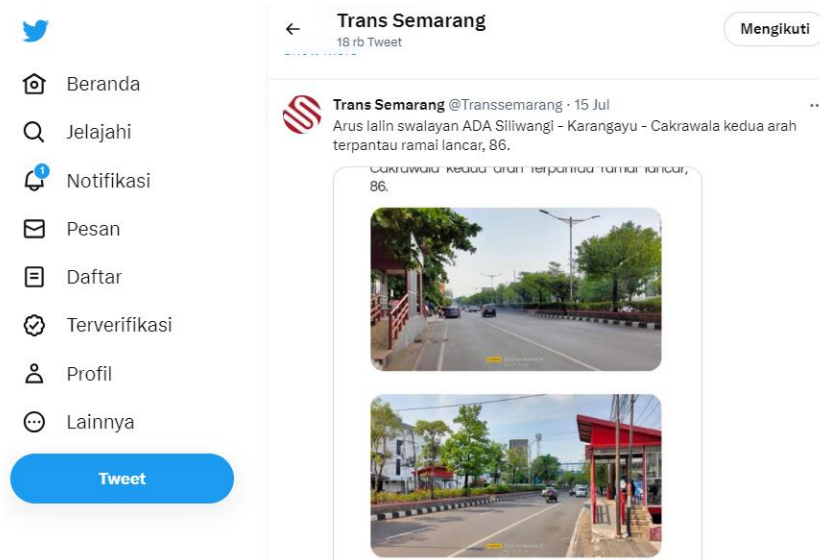 Trans Semarang
18 rb Tweet
Mengikuti
Beranda
Jelajahi
1
Notifikasi
Pesan
Daftar
Terverifikasi
Profil
Lainnya
Tweet
Trans Semarang @Transsemarang · 15 Jul
Arus lalin swalayan ADA Siliwangi - Karangayu - Cakrawala kedua arah
terpantau ramai lancar, 86.
Cakrawala kedua arah terpantau ramai lancar,
86.